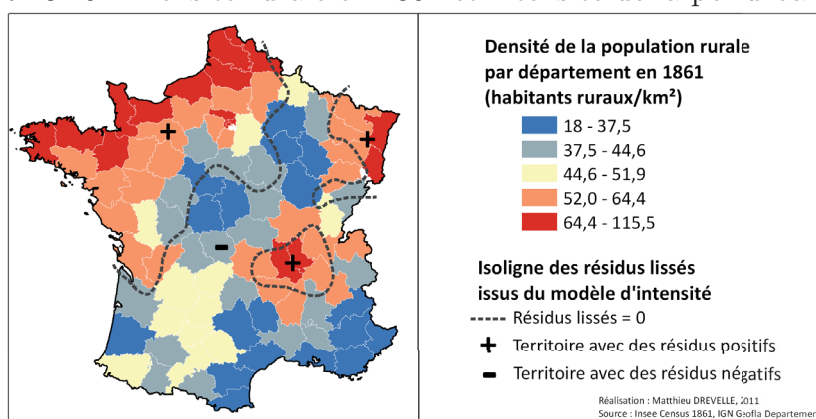 Densité de la population rurale
par département en 1861
(habitants ruraux/km²)
18 - 37,5
37,5 - 44,6
44,6 - 51,9
52,0 - 64,4
64,4 - 115,5
Isoligne des résidus lissés
issus du modèle d'intensité
Résidus lissés = 0
+ Territoire avec des résidus positifs
- Territoire avec des résidus négatifs
Réalisation : Matthieu DREVELLE, 2011
Source : Insee Census 1861, IGN Geofla Departemen